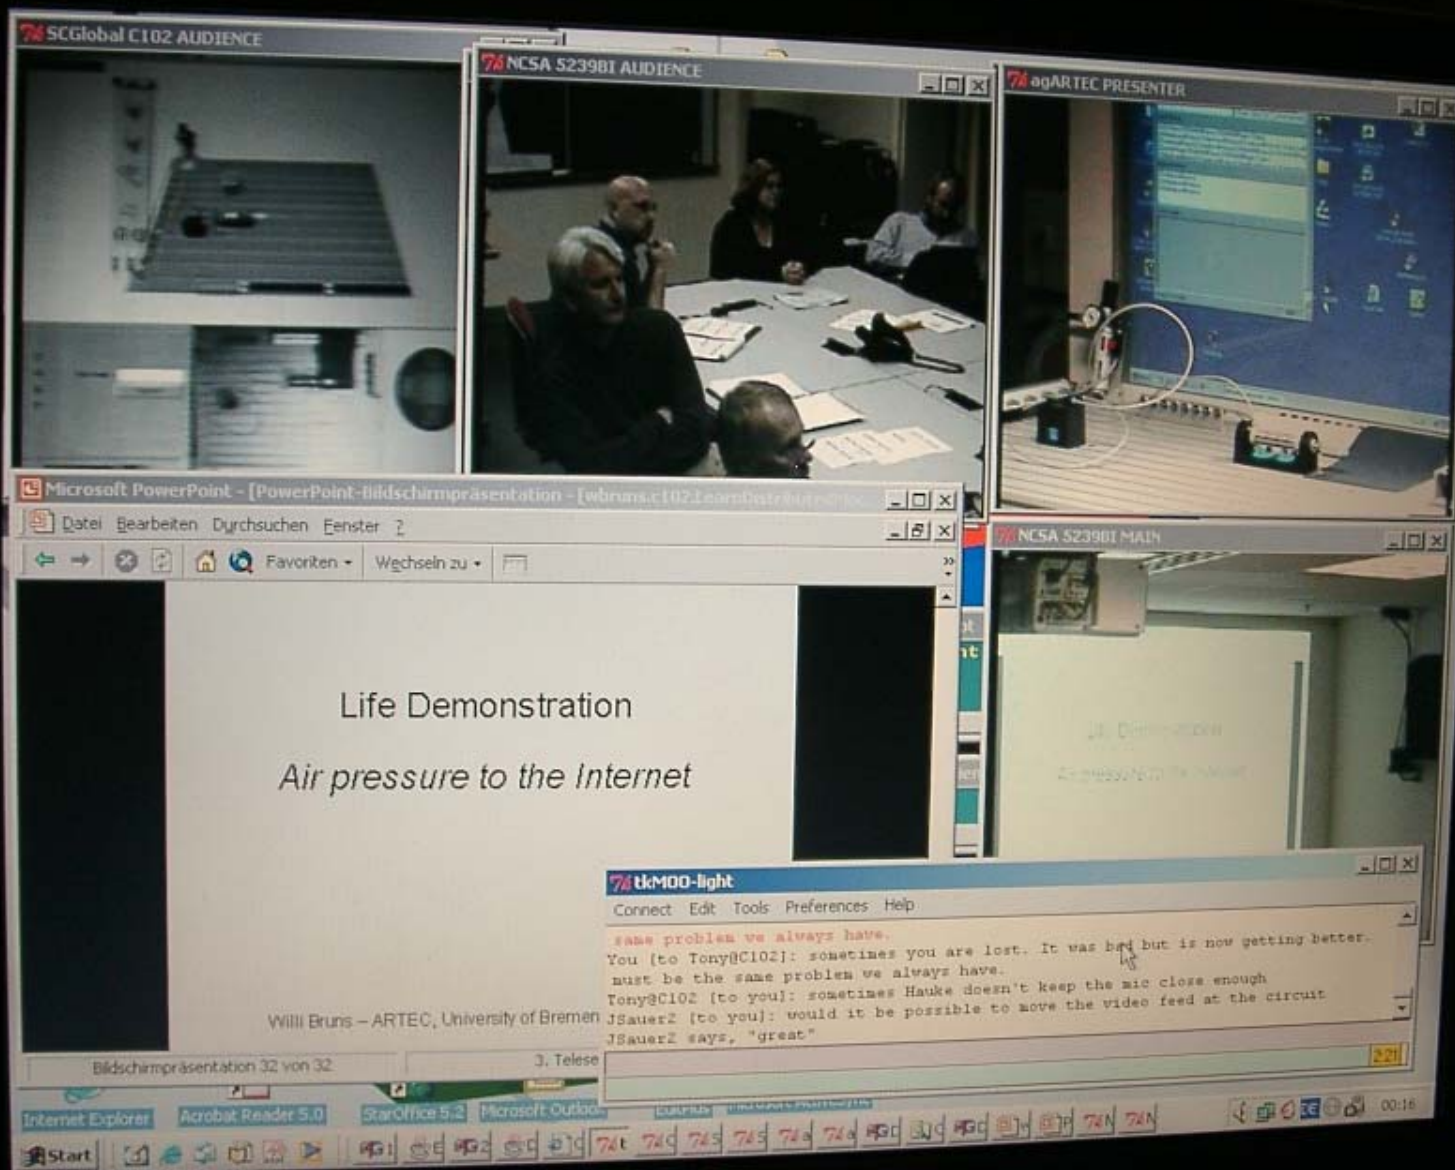 SCGlobal C102 AUDIENCE
NCSA 5239BI AUDIENCE
agARTEC PRESENTER
Microsoft PowerPoint - [PowerPoint-Bildschirmpräsentation - [wbruns.c102.
Datei Bearbeiten Durchsuchen Fenster ?
Favoriten Wechseln zu
Life Demonstration
Air pressure to the Internet
Willi Bruns – ARTEC, University of Bremen
Bildschirmpräsentation 32 von 32
3. Telese
NCSA 5239BI MAIN
tkMOO-light
Connect Edit Tools Preferences Help
same problem we always have.
You [to Tony@C102]: sometimes you are lost. It was bad but is now getting better.
must be the same problem we always have.
Tony@C102 [to you]: sometimes Hauke doesn't keep the mic close enough
JSauer2 [to you]: would it be possible to move the video feed at the circuit
JSauer2 says, "great"
2:21
Internet Explorer
Acrobat Reader 5.0
StarOffice 5.2
Microsoft Outloo
Start
00:16